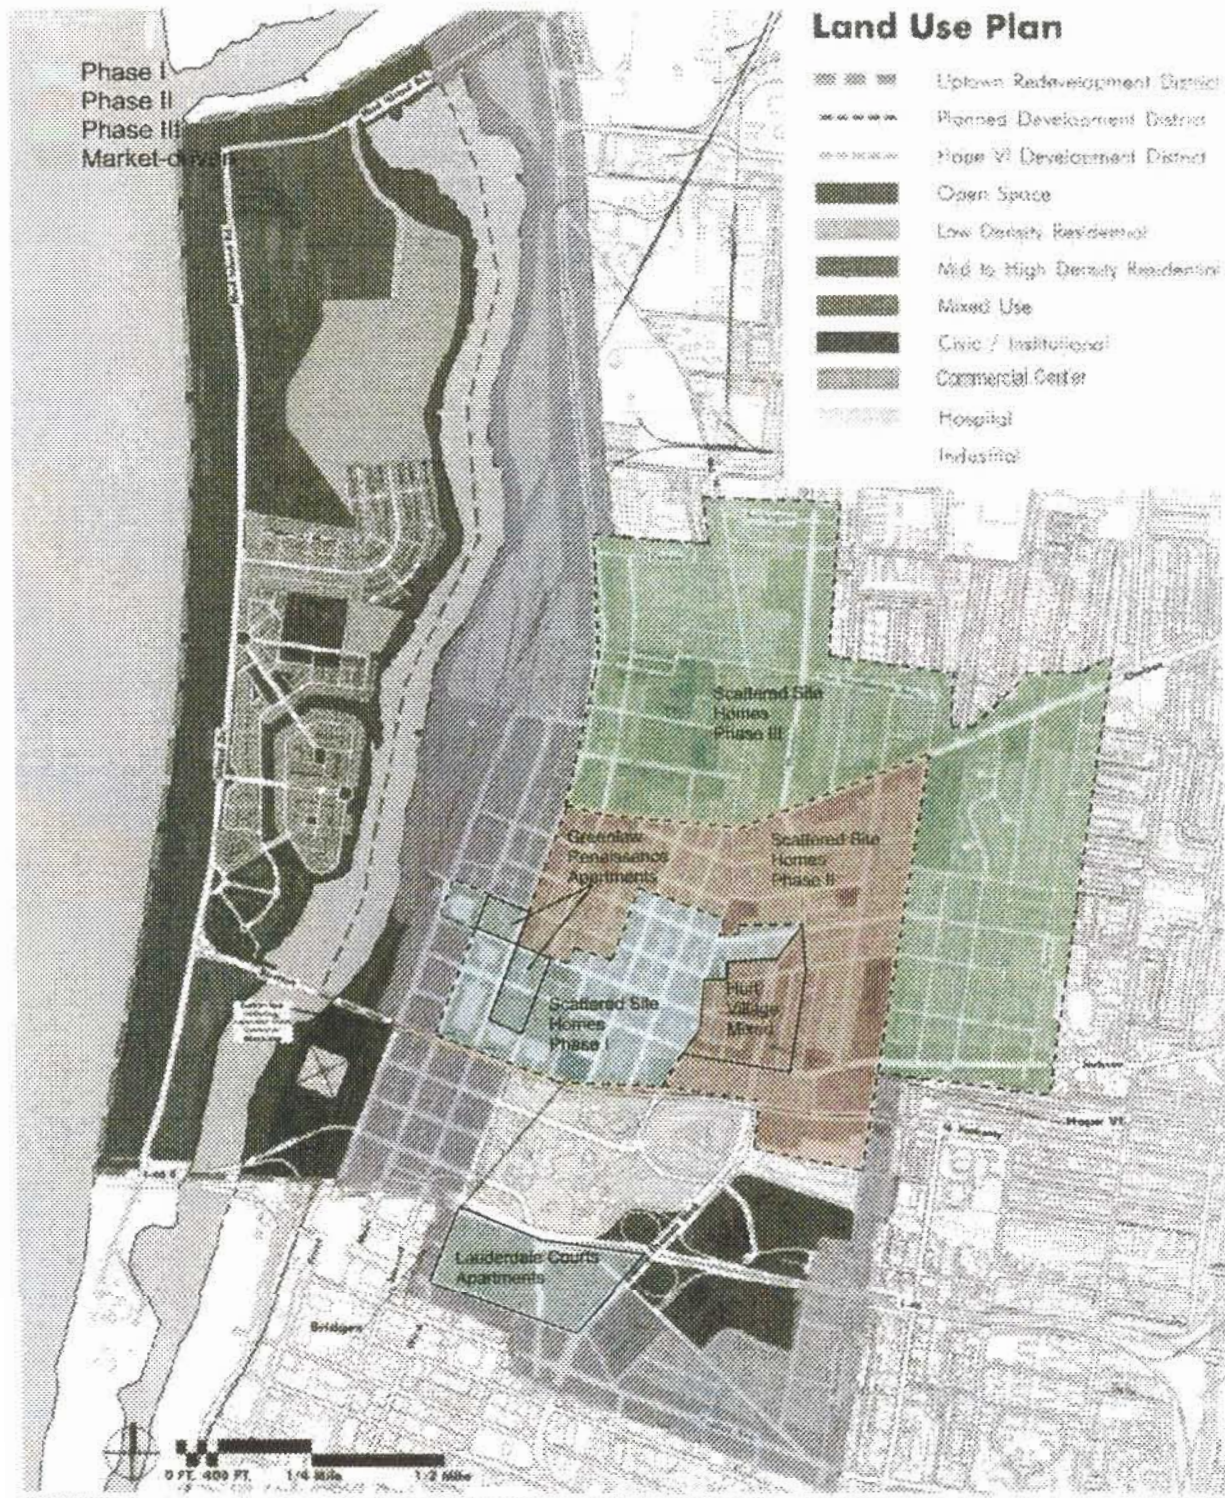 Land Use Plan
Phase I
Phase II
Phase III
Market-driven
Uptown Redevelopment District
Planned Development District
Hope VI Development District
Open Space
Low Density Residential
Mid to High Density Residential
Mixed Use
Civic / Institutional
Commercial Center
Hospital
Industrial
Scattered Site
Homes
Phase III
Greenlaw
Renaissance
Apartments
Scattered Site
Homes
Phase II
Hurt
Village
Mixed
Scattered Site
Homes
Phase I
Jackson
Lauderdale Courts
Apartments
I-40
Bridges
0 FT. 400 FT. 1/4 Mile 1/2 Mile